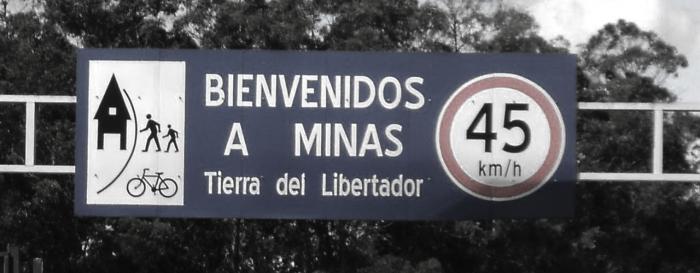 BIENVENIDOS
A MINAS
Tierra del Libertador
45
km/h